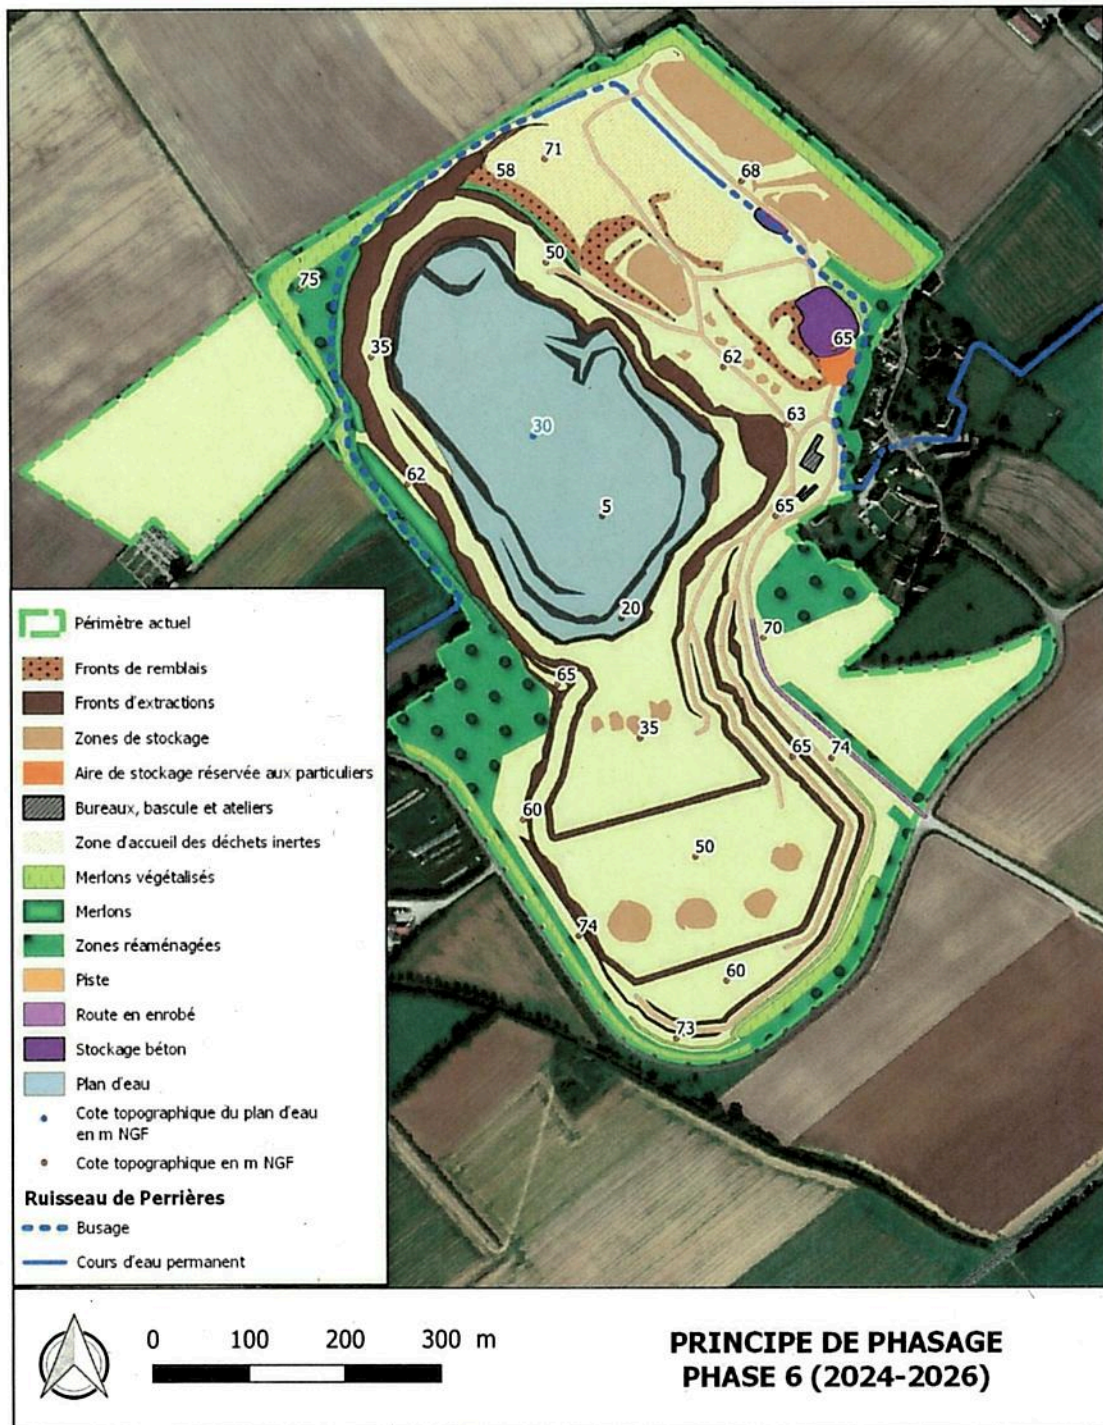 71
58
68
50
75
35
65
62
63
30
62
5
65
20
70
65
35
65
74
60
50
74
60
73
Périmètre actuel
Fronts de remblais
Fronts d'extractions
Zones de stockage
Aire de stockage réservée aux particuliers
Bureaux, bascule et ateliers
Zone d'accueil des déchets inertes
Merlons végétalisés
Merlons
Zones réaménagées
Piste
Route en enrobé
Stockage béton
Plan d'eau
Cote topographique du plan d'eau
en m NGF
Cote topographique en m NGF
Ruisseau de Perrières
Busage
Cours d'eau permanent
0 100 200 300 m
PRINCIPE DE PHASAGE
PHASE 6 (2024-2026)